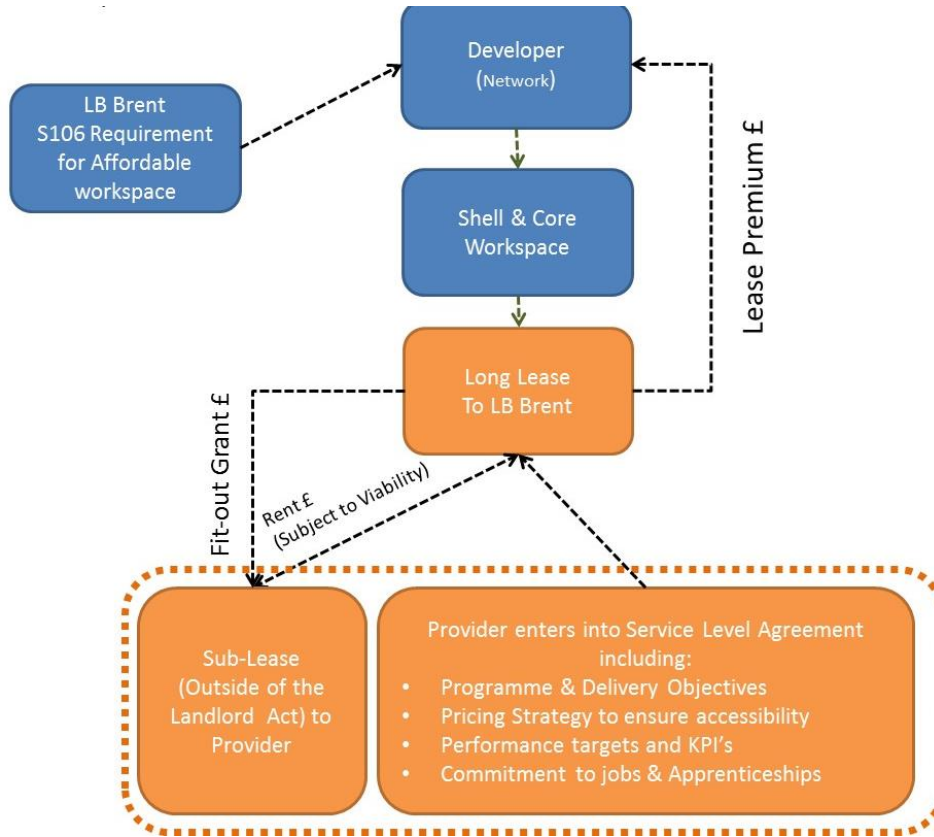 Developer
(Network)
LB Brent
S106 Requirement
for Affordable
workspace
Shell & Core
Workspace
Lease Premium £
Long Lease
To LB Brent
Fit-out Grant £
Rent £
(Subject to Viability)
Sub-Lease
(Outside of the
Landlord Act) to
Provider
Provider enters into Service Level Agreement
including:
• Programme & Delivery Objectives
• Pricing Strategy to ensure accessibility
• Performance targets and KPI's
• Commitment to jobs & Apprenticeships